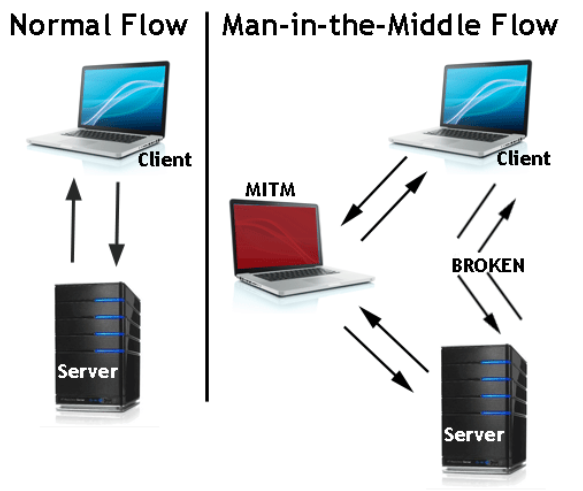 Normal Flow
Man-in-the-Middle Flow
Client
Client
MITM
BROKEN
Server
Server